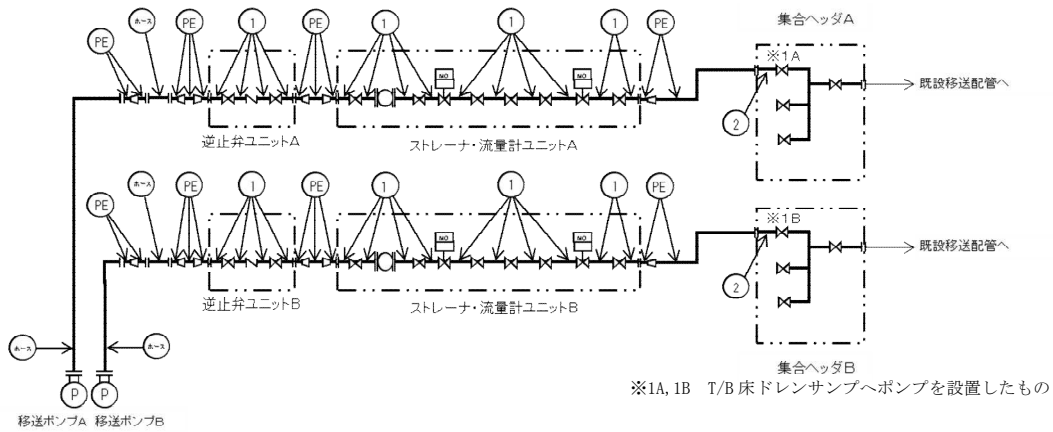 PE
ホース
PE
1
PE
1
1
1
PE
集合ヘッダA
※1A
NO
NO
既設移送配管へ
2
逆止弁ユニットA
ストレーナ・流量計ユニットA
PE
ホース
PE
1
PE
1
1
1
PE
※1B
NO
NO
既設移送配管へ
2
逆止弁ユニットB
ストレーナ・流量計ユニットB
ホース
ホース
集合ヘッダB
※1A,1B T/B 床ドレンサンプへポンプを設置したもの
P
P
移送ポンプA 移送ポンプB